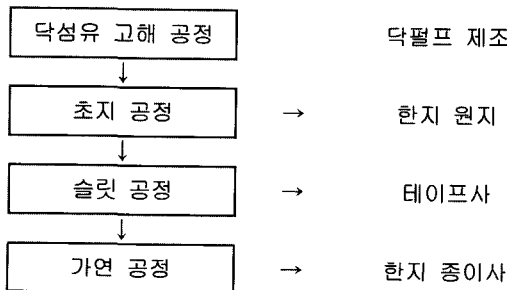 닥섬유 고해 공정 닥펄프 제조
↓
초지 공정 → 한지 원지
↓
슬릿 공정 → 테이프사
↓
가연 공정 → 한지 종이사